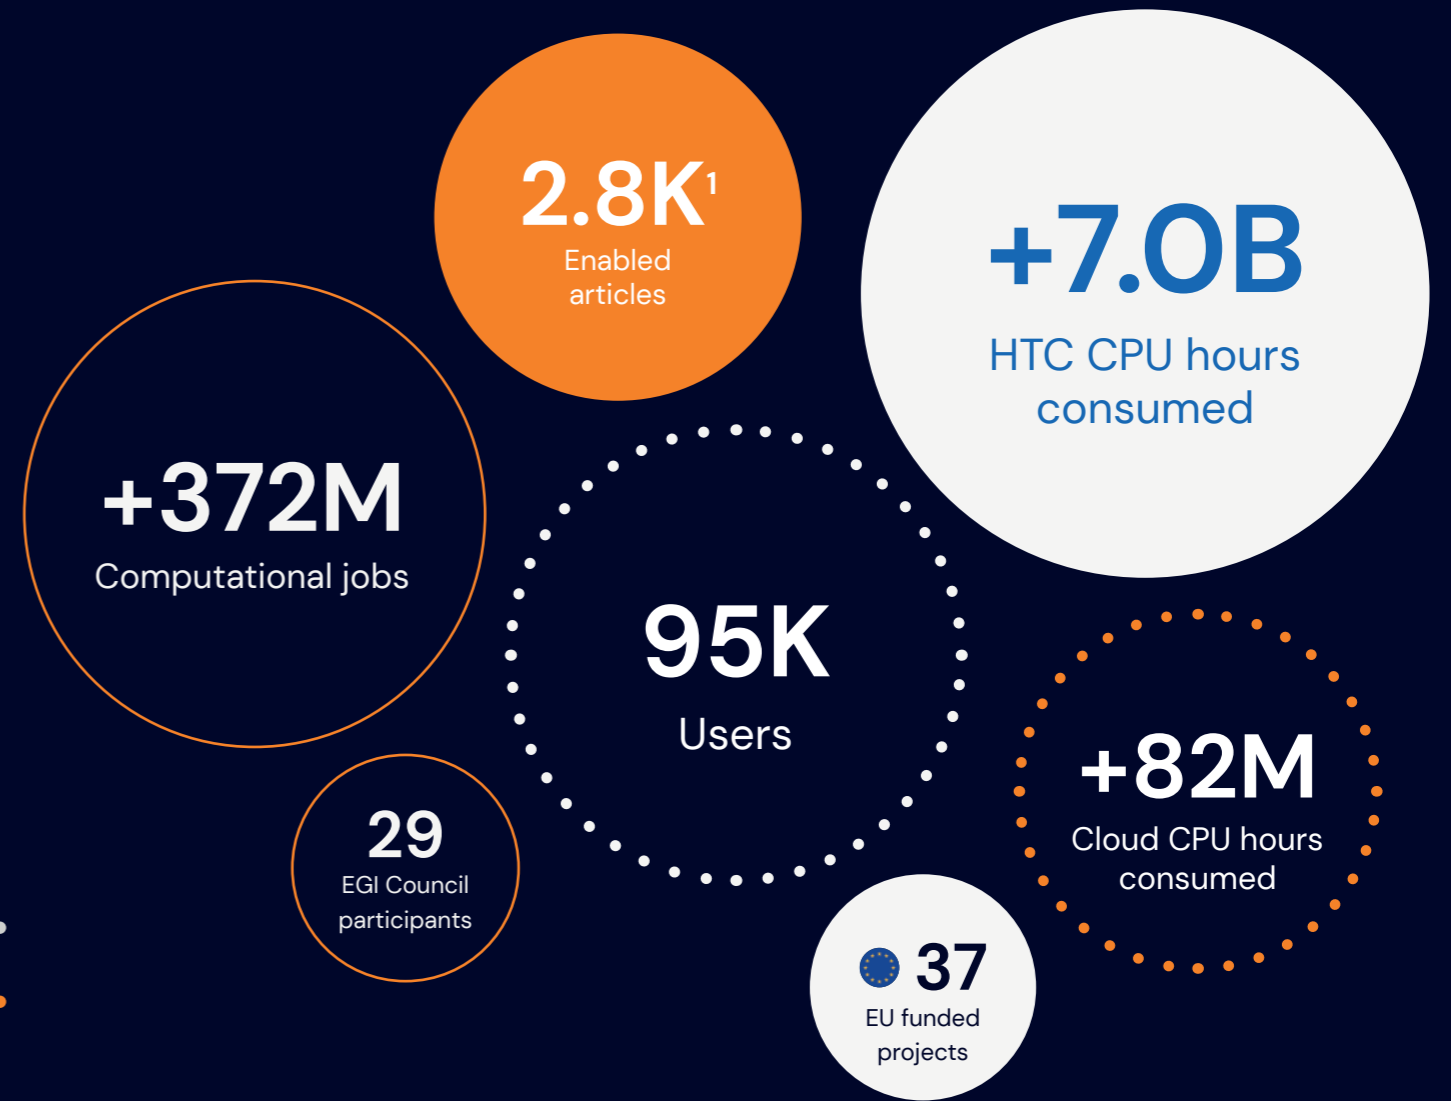 2.8K¹
Enabled
articles
+7.0B
HTC CPU hours
consumed
+372M
Computational jobs
95K
Users
+82M
Cloud CPU hours
consumed
29
EGI Council
participants
37
EU funded
projects